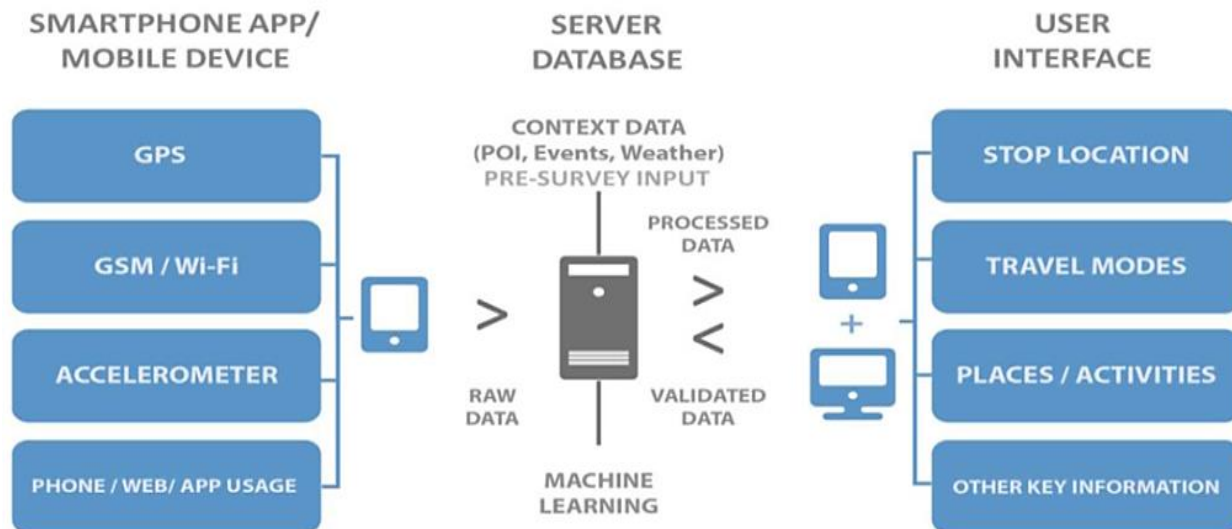 SMARTPHONE APP/
MOBILE DEVICE
GPS
GSM / Wi-Fi
ACCELEROMETER
PHONE / WEB/ APP USAGE
SERVER
DATABASE
CONTEXT DATA
(POI, Events, Weather)
PRE-SURVEY INPUT
>
RAW
DATA
PROCESSED
DATA
>
<
VALIDATED
DATA
MACHINE
LEARNING
USER
INTERFACE
+
STOP LOCATION
TRAVEL MODES
PLACES / ACTIVITIES
OTHER KEY INFORMATION